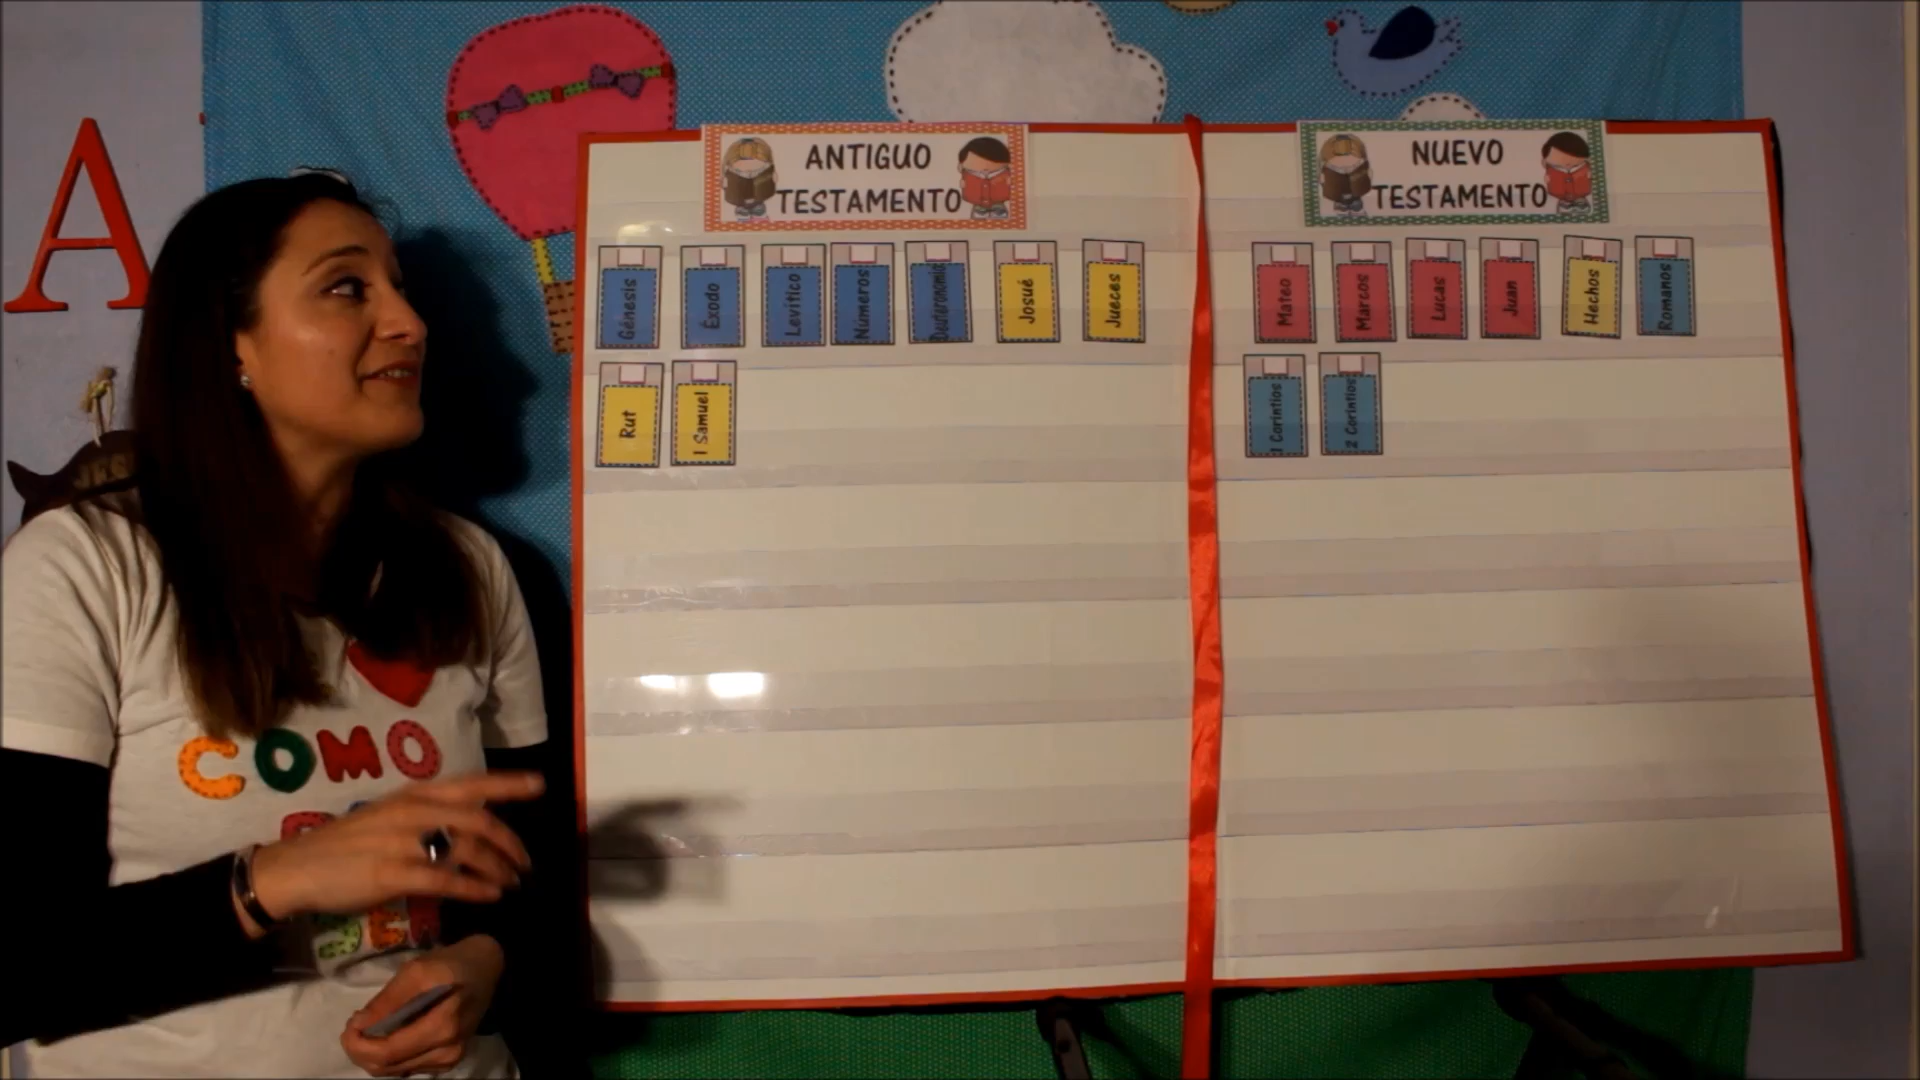 A
ANTIGUO
TESTAMENTO
NUEVO
TESTAMENTO
Génesis
Éxodo
Levítico
Números
Deuteronomio
Josué
Jueces
Rut
1 Samuel
Mateo
Marcos
Lucas
Juan
Hechos
Romanos
1 Corintios
2 Corintios
COMO